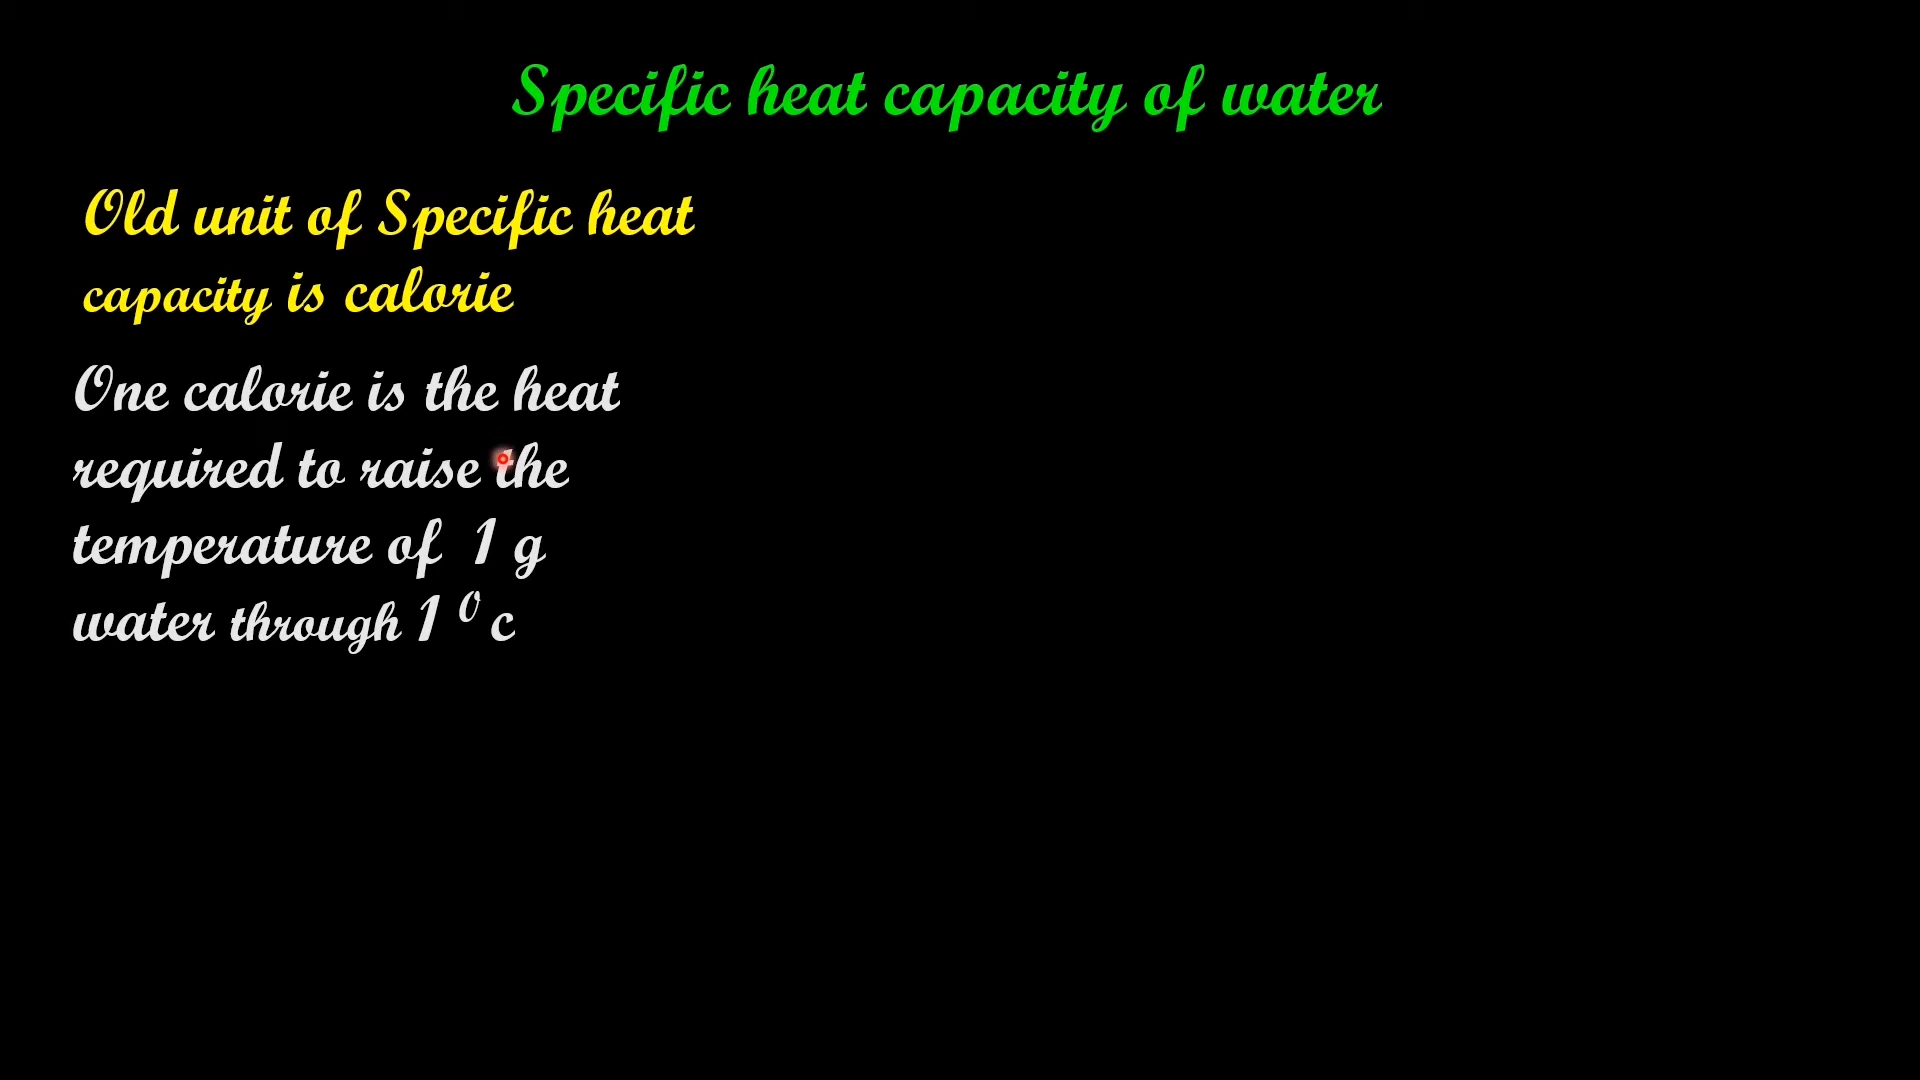 Specific heat capacity of water
Old unit of Specific heat
capacity is calorie
One calorie is the heat
required to raise the
temperature of 1 g
water through 1 ⁰ c